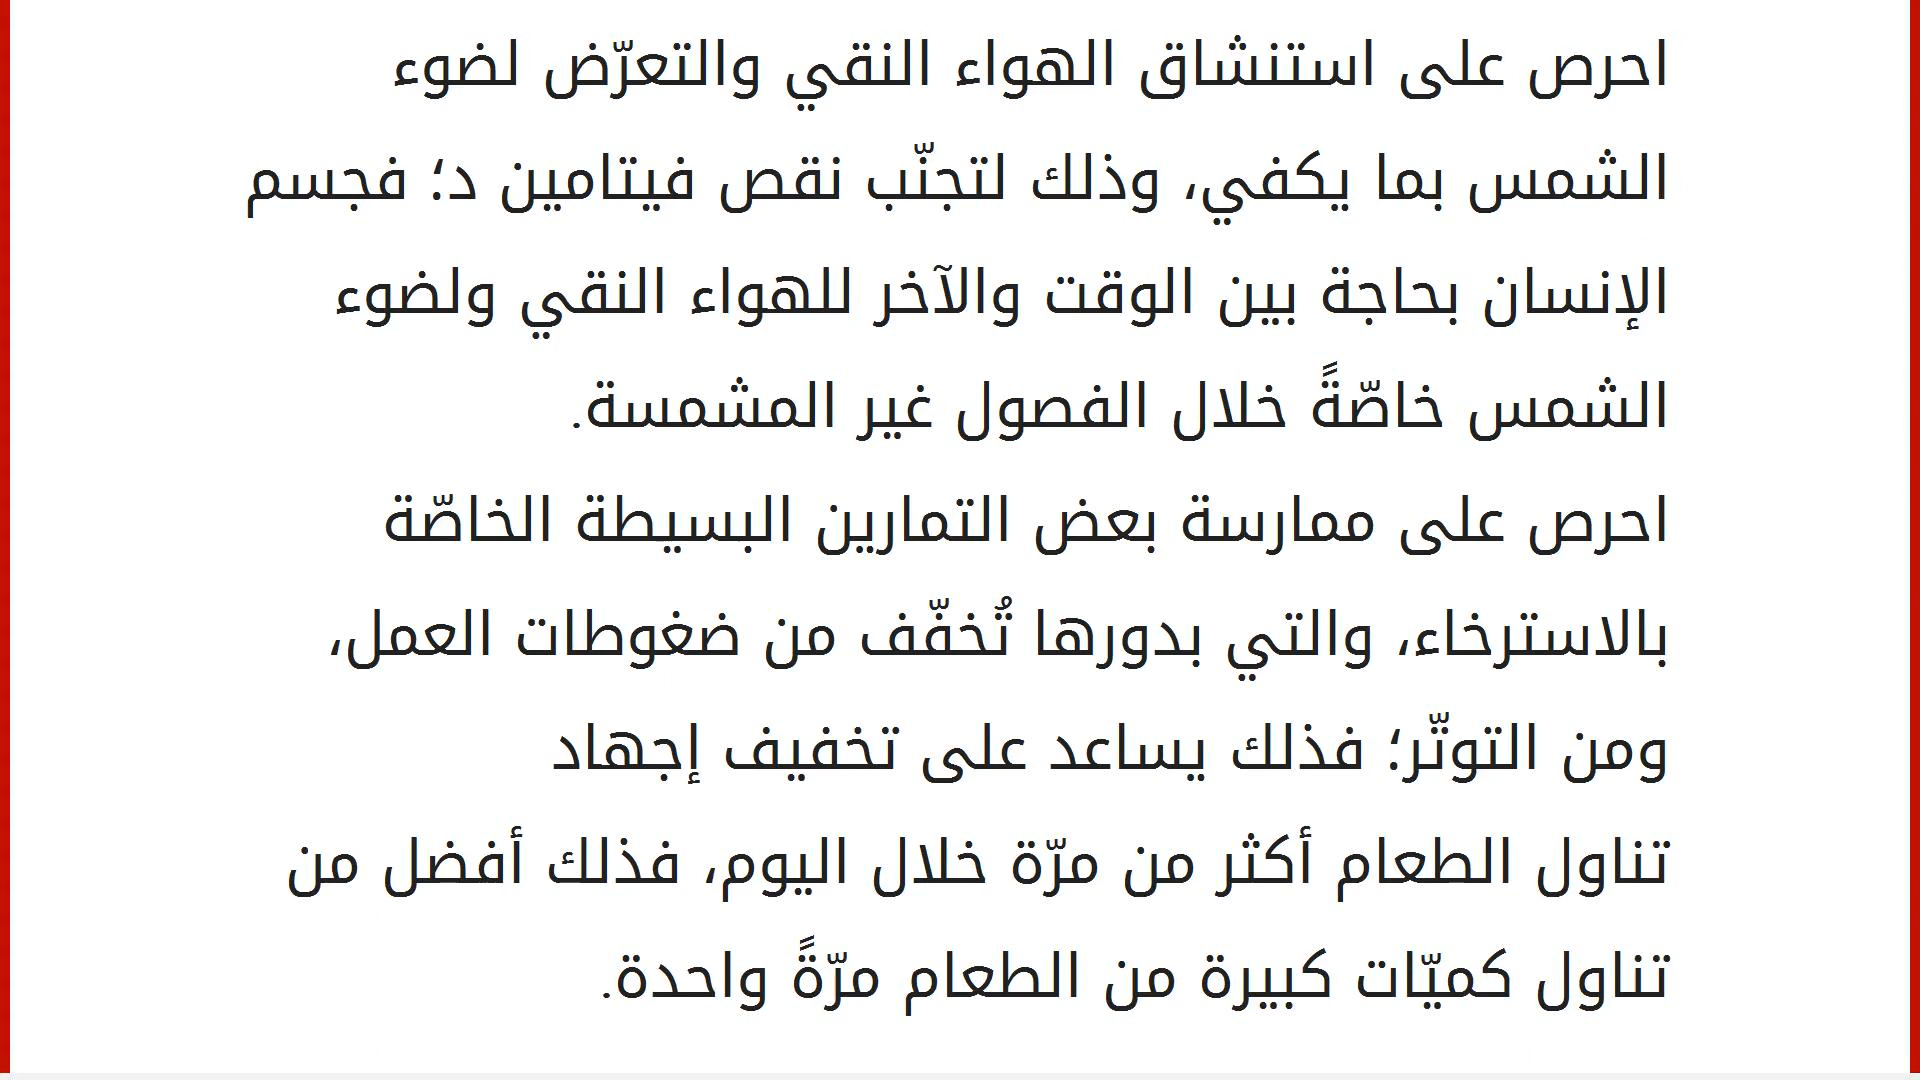 احرص على استنشاق الهواء النقي والتعرّض لضوء
الشمس بما يكفي، وذلك لتجنّب نقص فيتامين د؛ فجسم
الإنسان بحاجة بين الوقت والآخر للهواء النقي ولضوء
الشمس خاصّةً خلال الفصول غير المشمسة.
احرص على ممارسة بعض التمارين البسيطة الخاصّة
بالاسترخاء، والتي بدورها تُخفّف من ضغوطات العمل،
ومن التوتّر؛ فذلك يساعد على تخفيف إجهاد
تناول الطعام أكثر من مرّة خلال اليوم، فذلك أفضل من
تناول كميّات كبيرة من الطعام مرّةً واحدة.